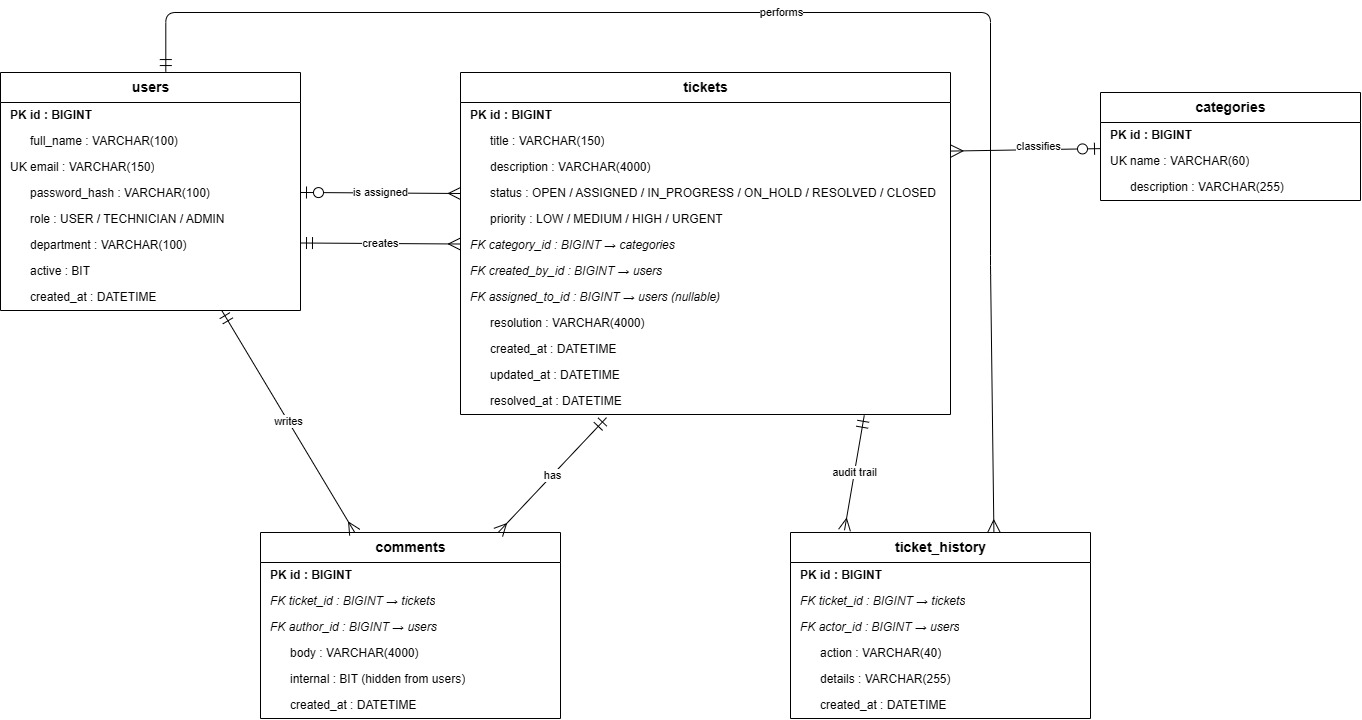 performs
users
PK id : BIGINT
full_name : VARCHAR(100)
UK email : VARCHAR(150)
password_hash : VARCHAR(100)
role : USER / TECHNICIAN / ADMIN
department : VARCHAR(100)
active : BIT
created_at : DATETIME
is assigned
creates
tickets
PK id : BIGINT
title : VARCHAR(150)
description : VARCHAR(4000)
status : OPEN / ASSIGNED / IN_PROGRESS / ON_HOLD / RESOLVED / CLOSED
priority : LOW / MEDIUM / HIGH / URGENT
FK category_id : BIGINT → categories
FK created_by_id : BIGINT → users
FK assigned_to_id : BIGINT → users (nullable)
resolution : VARCHAR(4000)
created_at : DATETIME
updated_at : DATETIME
resolved_at : DATETIME
classifies
categories
PK id : BIGINT
UK name : VARCHAR(60)
description : VARCHAR(255)
writes
has
audit trail
comments
PK id : BIGINT
FK ticket_id : BIGINT → tickets
FK author_id : BIGINT → users
body : VARCHAR(4000)
internal : BIT (hidden from users)
created_at : DATETIME
ticket_history
PK id : BIGINT
FK ticket_id : BIGINT → tickets
FK actor_id : BIGINT → users
action : VARCHAR(40)
details : VARCHAR(255)
created_at : DATETIME